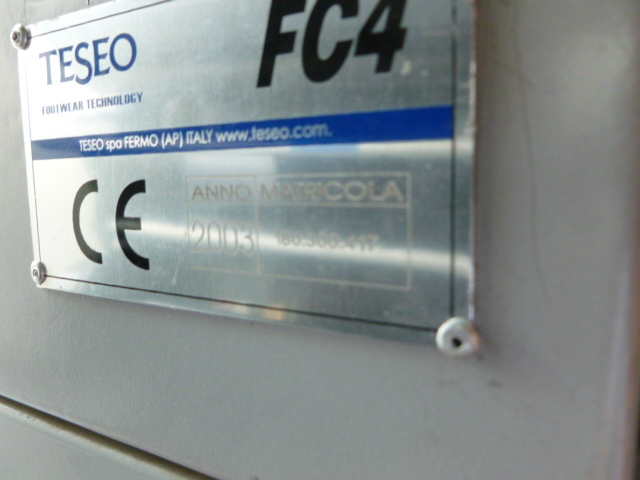 TESEO
FC4
FOOTWEAR TECHNOLOGY
TESEO spa FERMO (AP) ITALY www.teseo.com.
CE
ANNO MATRICOLA
2003